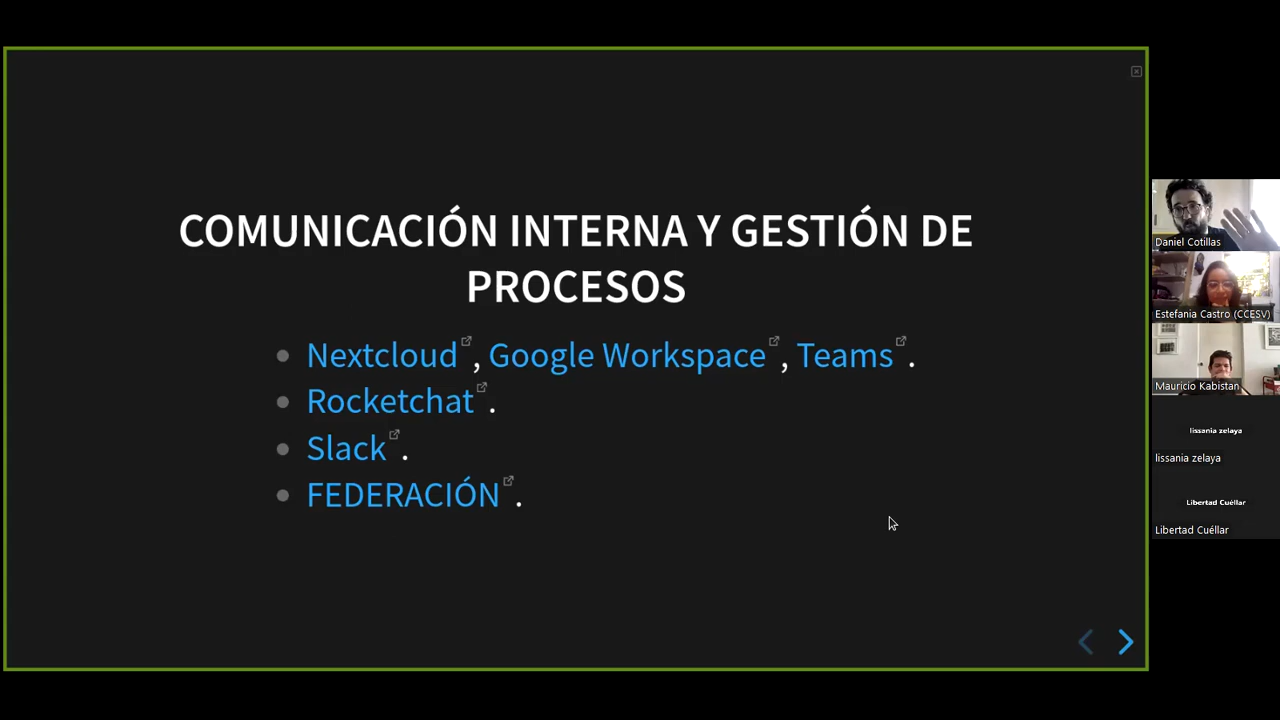 COMUNICACIÓN INTERNA Y GESTIÓN DE
PROCESOS
Nextcloud, Google Workspace, Teams.
Rocketchat.
Slack.
FEDERACIÓN.
Daniel Cotillas
Estefania Castro (CCESV)
Mauricio Kabistan
lissania zelaya
lissania zelaya
Libertad Cuéllar
Libertad Cuéllar